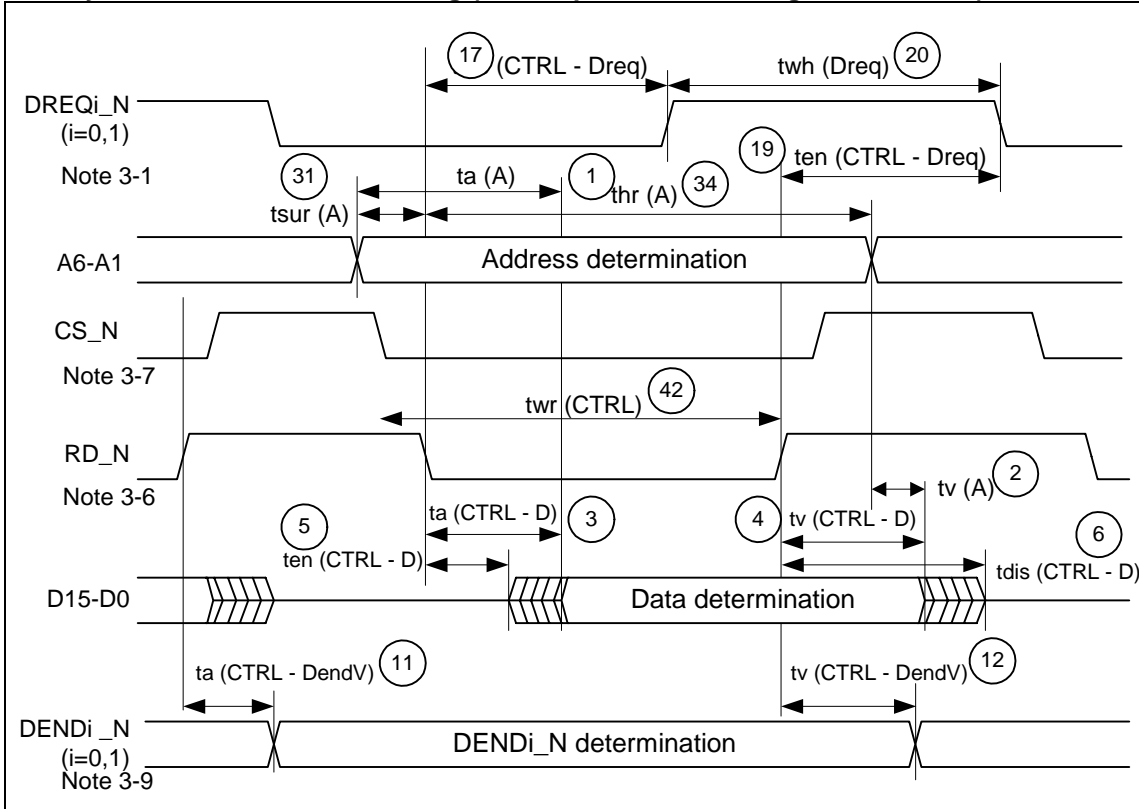 17 (CTRL - Dreq) twh (Dreq) 20
DREQi_N
(i=0,1)
Note 3-1
19 ten (CTRL - Dreq)
31 ta (A) 1
tsur (A) thr (A) 34
A6-A1 Address determination
CS_N
Note 3-7
twr (CTRL) 42
RD_N
Note 3-6
tv (A) 2
5 ta (CTRL - D) 3 4 tv (CTRL - D) 6
ten (CTRL - D) tdis (CTRL - D)
D15-D0 Data determination
ta (CTRL - DendV) 11 tv (CTRL - DendV) 12
DENDi _N
(i=0,1) DENDi_N determination
Note 3-9